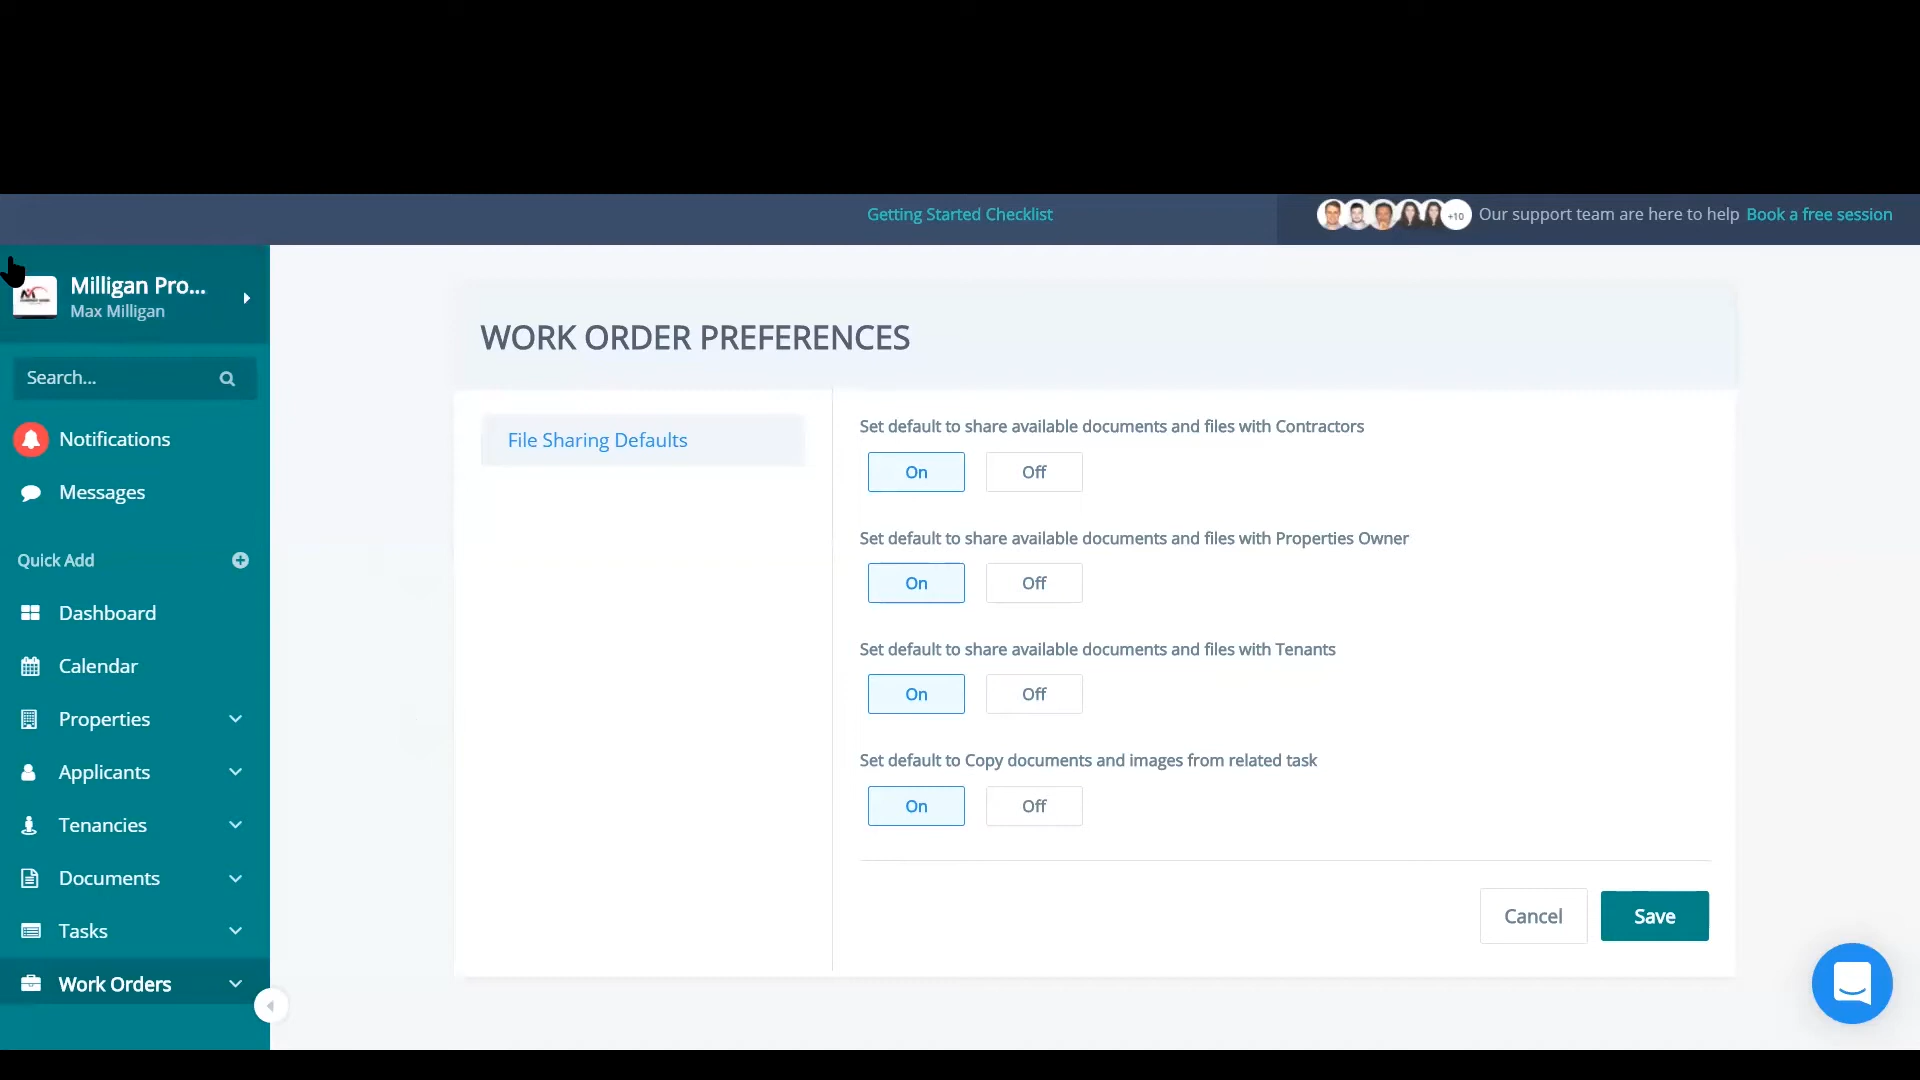 Getting Started Checklist
+10 Our support team are here to help Book a free session
Milligan Pro...
Max Milligan
Search...
Notifications
Messages
Quick Add
Dashboard
Calendar
Properties
Applicants
Tenancies
Documents
Tasks
Work Orders
WORK ORDER PREFERENCES
File Sharing Defaults
Set default to share available documents and files with Contractors
On Off
Set default to share available documents and files with Properties Owner
On Off
Set default to share available documents and files with Tenants
On Off
Set default to Copy documents and images from related task
On Off
Cancel Save